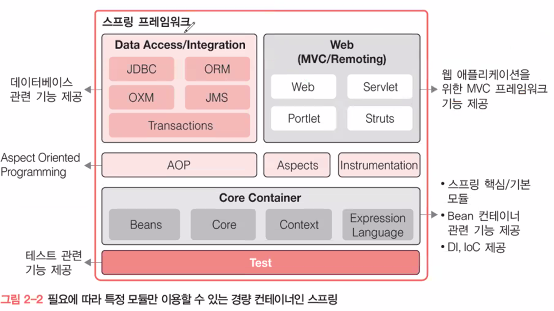 스프링 프레임워크
Data Access/Integration
JDBC
ORM
OXM
JMS
Transactions
Web
(MVC/Remoting)
Web
Servlet
Portlet
Struts
데이터베이스
관련 기능 제공
웹 애플리케이션을
위한 MVC 프레임워크
기능 제공
Aspect Oriented
Programming
AOP
Aspects
Instrumentation
Core Container
Beans
Core
Context
Expression
Language
• 스프링 핵심/기본
모듈
• Bean 컨테이너
관련 기능 제공
• DI, IoC 제공
테스트 관련
기능 제공
Test
그림 2-2 필요에 따라 특정 모듈만 이용할 수 있는 경량 컨테이너인 스프링